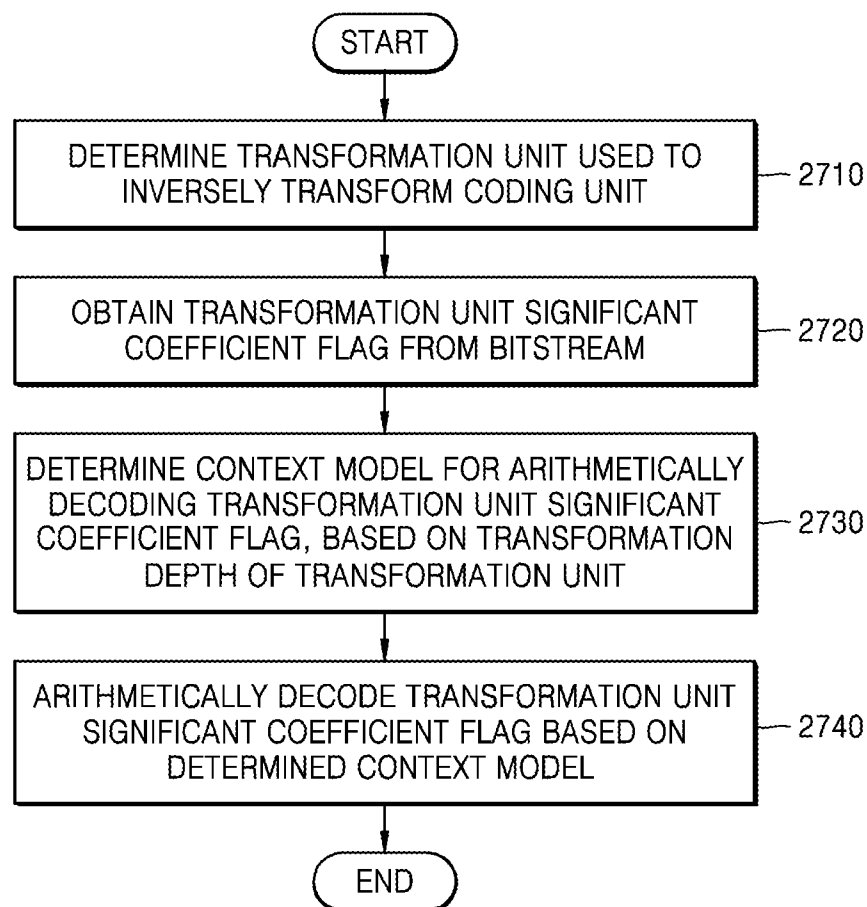 START
DETERMINE TRANSFORMATION UNIT USED TO
INVERSELY TRANSFORM CODING UNIT
2710
OBTAIN TRANSFORMATION UNIT SIGNIFICANT
COEFFICIENT FLAG FROM BITSTREAM
2720
DETERMINE CONTEXT MODEL FOR ARITHMETICALLY
DECODING TRANSFORMATION UNIT SIGNIFICANT
COEFFICIENT FLAG, BASED ON TRANSFORMATION
DEPTH OF TRANSFORMATION UNIT
2730
ARITHMETICALLY DECODE TRANSFORMATION UNIT
SIGNIFICANT COEFFICIENT FLAG BASED ON
DETERMINED CONTEXT MODEL
2740
END